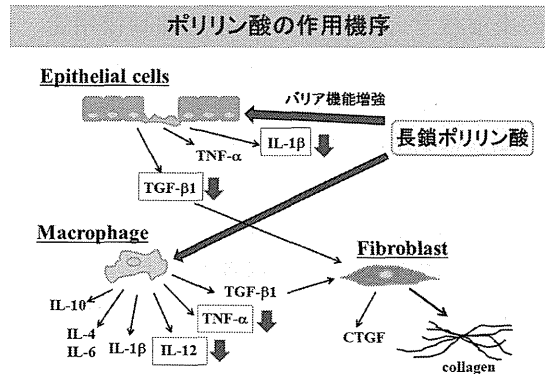 ポリリン酸の作用機序
Epithelial cells
バリア機能増強
長鎖ポリリン酸
IL-1β
TNF-α
TGF-β1
Macrophage
Fibroblast
TGF-β1
IL-10
TNF-α
IL-4
IL-6
IL-1β
IL-12
CTGF
collagen